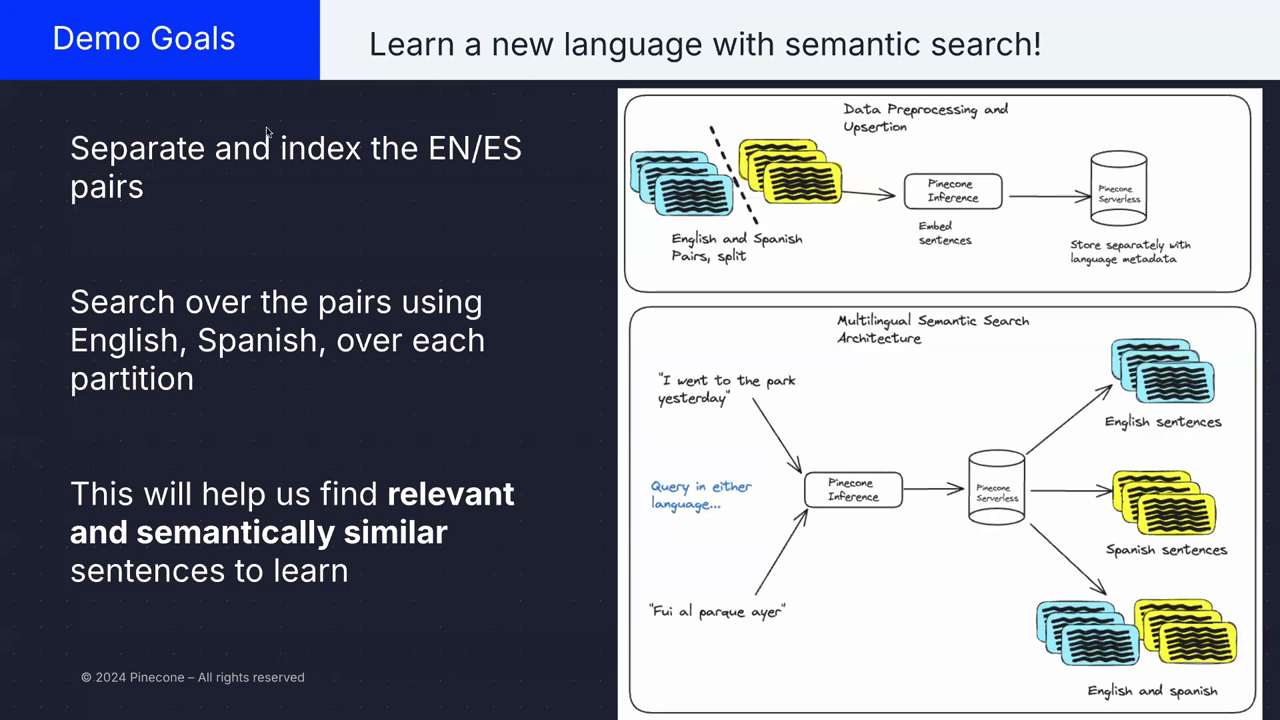 Demo Goals
Learn a new language with semantic search!
Separate and index the EN/ES
pairs
Search over the pairs using
English, Spanish, over each
partition
This will help us find relevant
and semantically similar
sentences to learn
© 2024 Pinecone – All rights reserved
Data Preprocessing and
Upsertion
English and Spanish
Pairs, split
Pinecone
Inference
Embed
sentences
Pinecone
Serverless
Store separately with
language metadata
Multilingual Semantic Search
Architecture
"I went to the park
yesterday"
Query in either
language...
"Fui al parque ayer"
Pinecone
Inference
Pinecone
Serverless
English sentences
Spanish sentences
English and spanish